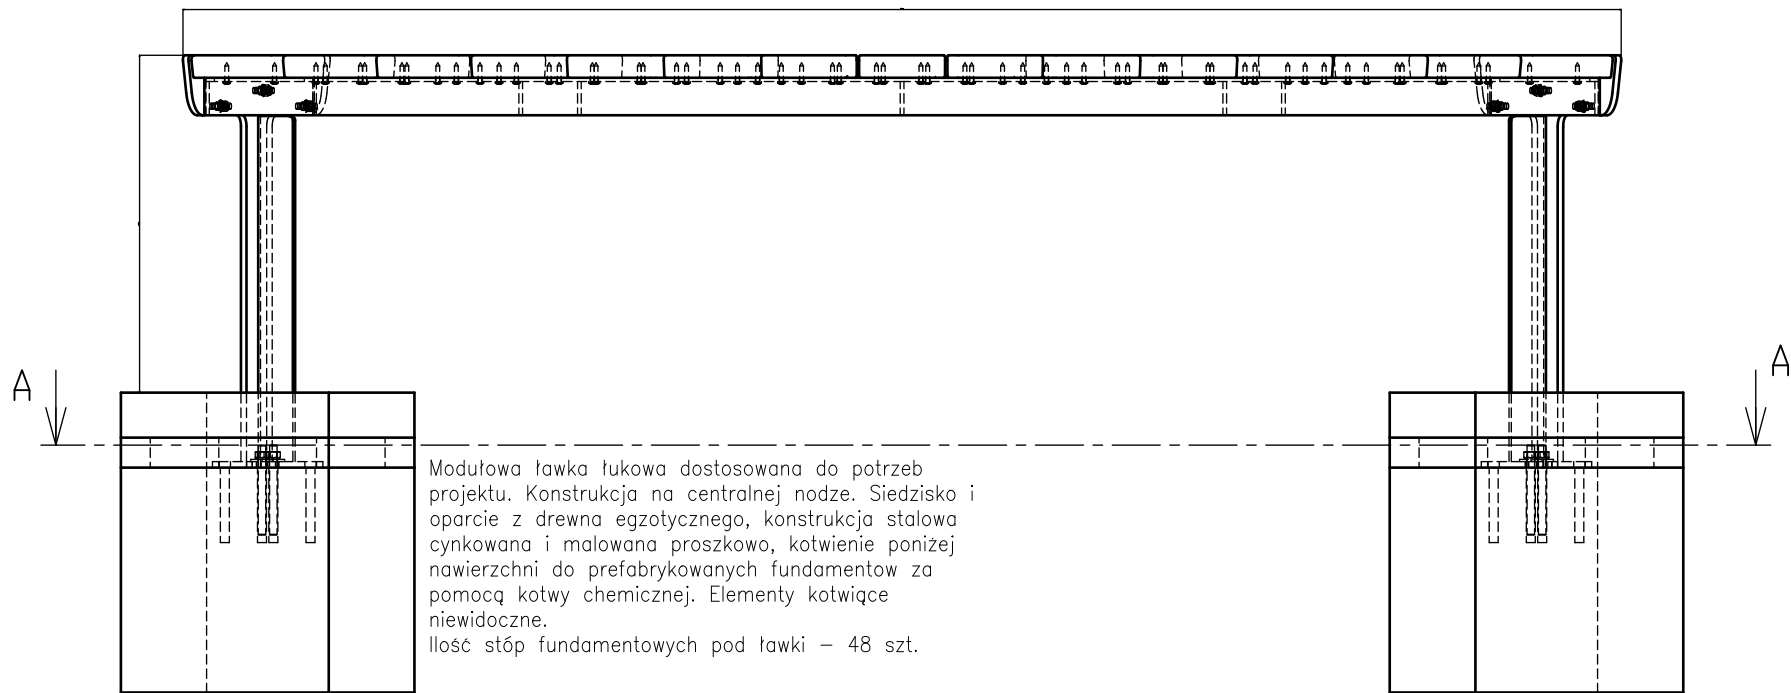 A
A
Modułowa ławka łukowa dostosowana do potrzeb
projektu. Konstrukcja na centralnej nodze. Siedzisko i
oparcie z drewna egzotycznego, konstrukcja stalowa
cynkowana i malowana proszkowo, kotwienie poniżej
nawierzchni do prefabrykowanych fundamentow za
pomocą kotwy chemicznej. Elementy kotwiące
niewidoczne.
Ilość stóp fundamentowych pod ławki – 48 szt.